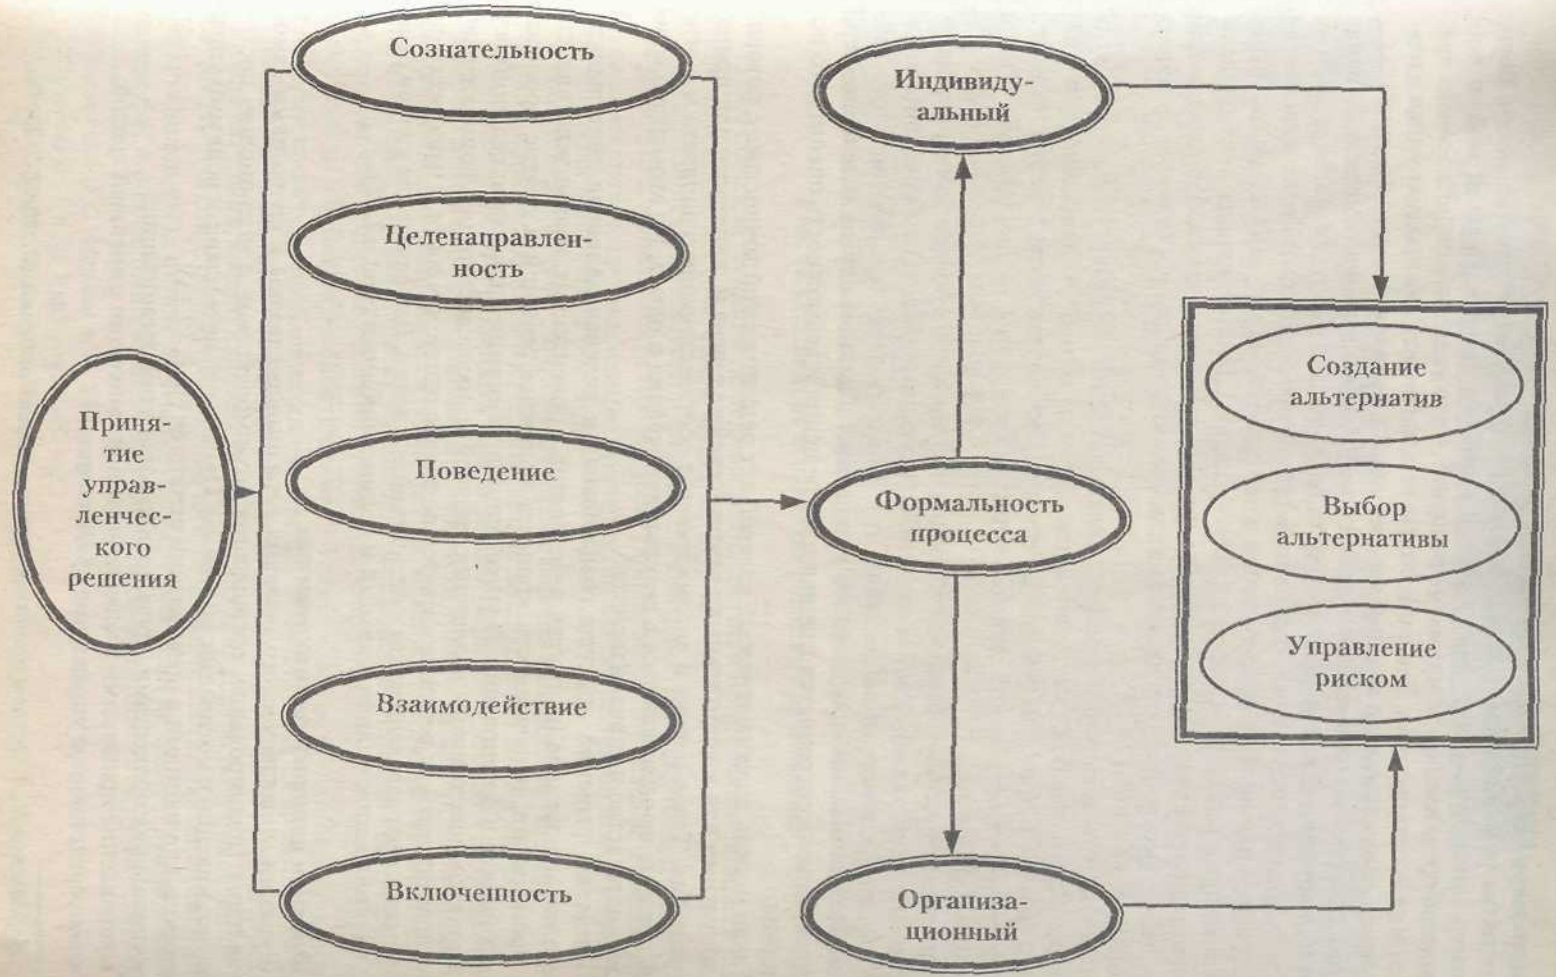 Приня-
тие
управ-
ленчес-
кого
решения
Сознательность
Целенаправлен-
ность
Поведение
Взаимодействие
Включенность
Индивиду-
альный
Формальность
процесса
Организа-
ционный
Создание
альтернатив
Выбор
альтернативы
Управление
риском